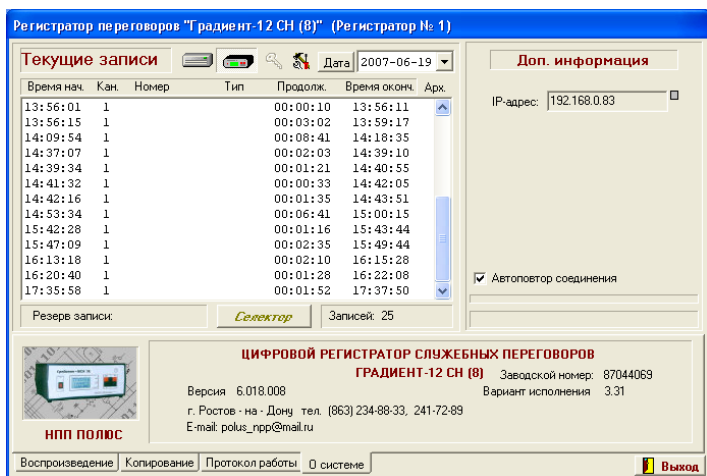 Регистратор переговоров "Градиент-12 СН (8)" (Регистратор № 1)
Текущие записи Дата 2007-06-19
Время нач. Кан. Номер Тип Продолж. Время оконч. Арх.
13:56:01 1 00:00:10 13:56:11
13:56:15 1 00:03:02 13:59:17
14:09:54 1 00:08:41 14:18:35
14:37:07 1 00:02:03 14:39:10
14:39:34 1 00:01:21 14:40:55
14:41:32 1 00:00:33 14:42:05
14:42:16 1 00:01:35 14:43:51
14:53:34 1 00:06:41 15:00:15
15:42:28 1 00:01:16 15:43:44
15:47:09 1 00:02:35 15:49:44
16:13:18 1 00:02:10 16:15:28
16:20:40 1 00:01:28 16:22:08
17:35:58 1 00:01:52 17:37:50
Резерв записи: Селектор Записей: 25
Доп. информация
IP-адрес: 192.168.0.83
Автоповтор соединения
НПП ПОЛЮС
ЦИФРОВОЙ РЕГИСТРАТОР СЛУЖЕБНЫХ ПЕРЕГОВОРОВ
ГРАДИЕНТ-12 СН (8) Заводской номер: 87044069
Версия 6.018.008 Вариант исполнения 3.31
г. Ростов - на - Дону тел. (863) 234-88-33, 241-72-89
E-mail: polus_npp@mail.ru
Воспроизведение Копирование Протокол работы О системе Выход